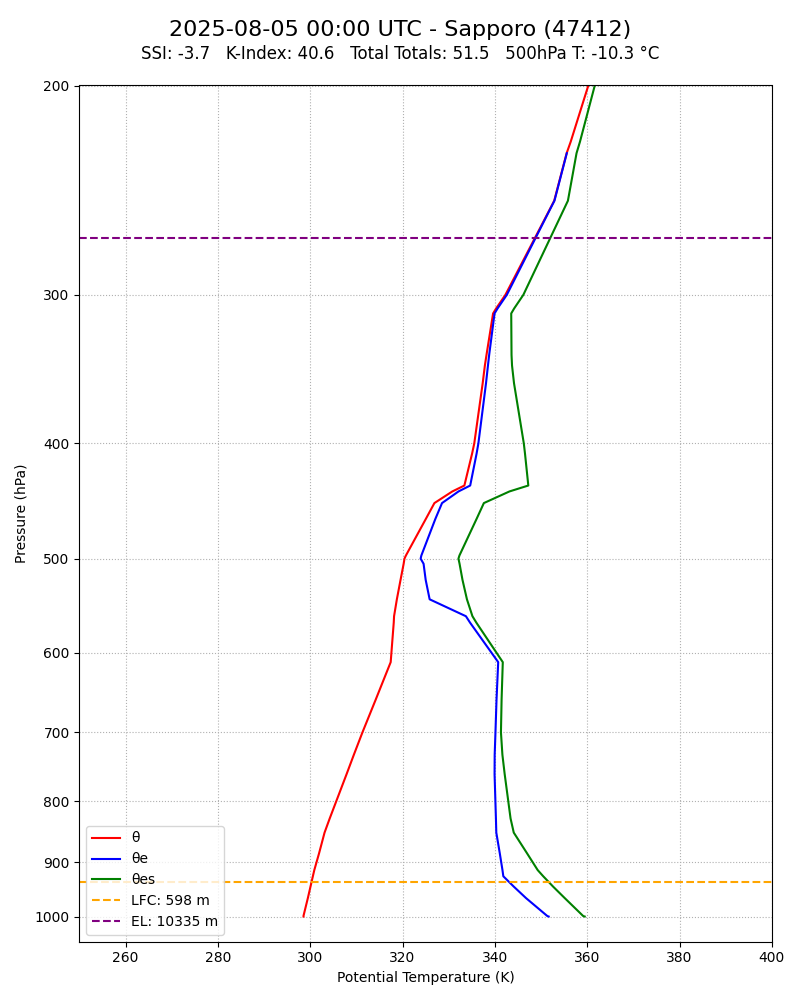 2025-08-05 00:00 UTC - Sapporo (47412)
SSI: -3.7 K-Index: 40.6 Total Totals: 51.5 500hPa T: -10.3 °C
200
300
400
500
600
700
800
900
1000
Pressure (hPa)
θ
θe
θes
LFC: 598 m
EL: 10335 m
260 280 300 320 340 360 380 400
Potential Temperature (K)